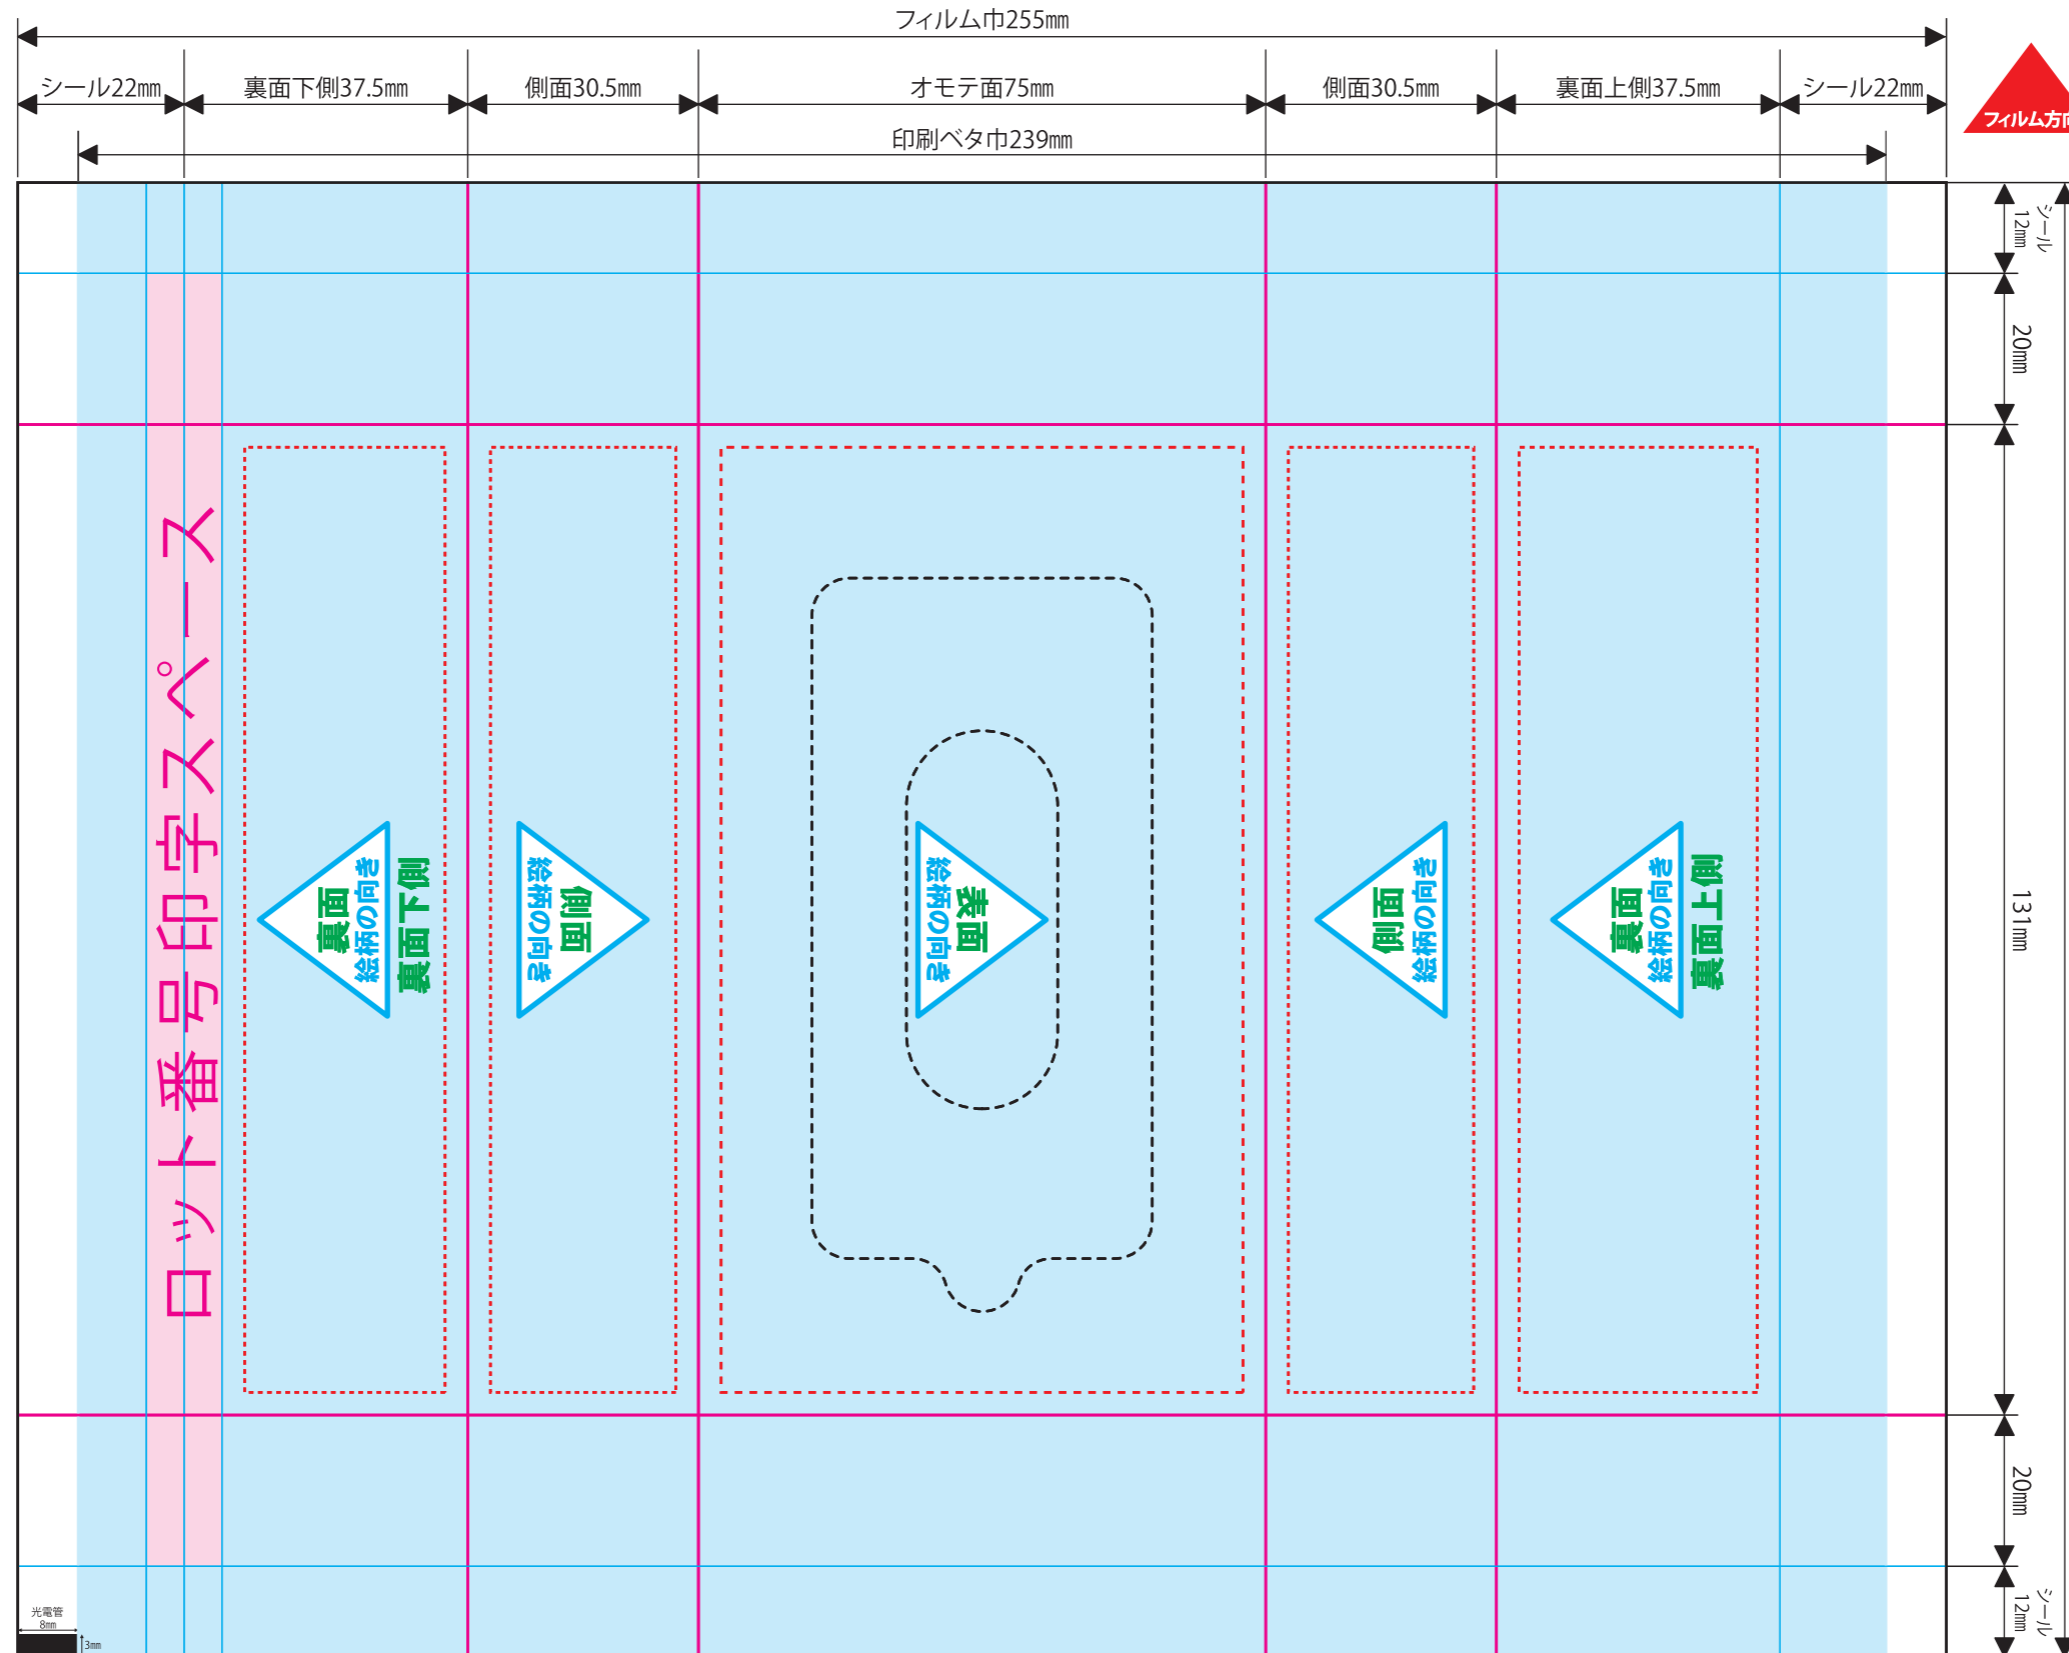 フィルム巾255㎜
シール22㎜
裏面下側37.5㎜
側面30.5㎜
オモテ面75㎜
側面30.5㎜
裏面上側37.5㎜
シール22㎜
印刷ベタ巾239㎜
フィルム方向
シール
12㎜
20㎜
131㎜
20㎜
シール
12㎜
ロット番号印字スペース
裏面
絵柄の向き
裏面下側
側面
絵柄の向き
表面
絵柄の向き
側面
絵柄の向き
裏面
絵柄の向き
裏面上側
光電管
8㎜
3㎜